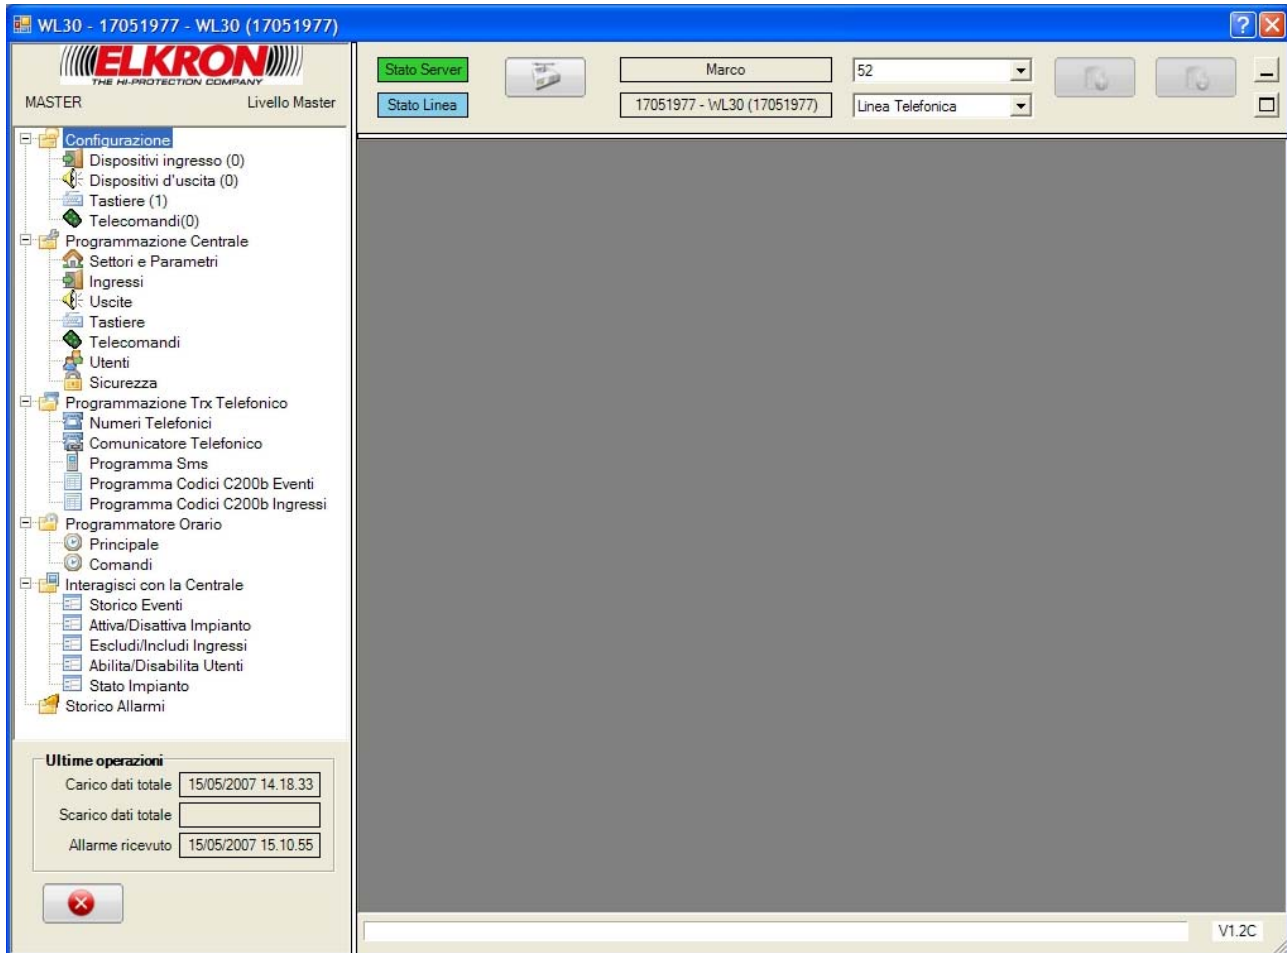 WL30 - 17051977 - WL30 (17051977)
ELKRON
THE HI-PROTECTION COMPANY
MASTER Livello Master
Stato Server Marco 52
Stato Linea 17051977 - WL30 (17051977) Linea Telefonica
Configurazione
Dispositivi ingresso (0)
Dispositivi d'uscita (0)
Tastiere (1)
Telecomandi(0)
Programmazione Centrale
Settori e Parametri
Ingressi
Uscite
Tastiere
Telecomandi
Utenti
Sicurezza
Programmazione Trx Telefonico
Numeri Telefonici
Comunicatore Telefonico
Programma Sms
Programma Codici C200b Eventi
Programma Codici C200b Ingressi
Programmatore Orario
Principale
Comandi
Interagisci con la Centrale
Storico Eventi
Attiva/Disattiva Impianto
Escludi/Includi Ingressi
Abilita/Disabilita Utenti
Stato Impianto
Storico Allarmi
Ultime operazioni
Carico dati totale 15/05/2007 14.18.33
Scarico dati totale
Allarme ricevuto 15/05/2007 15.10.55
V1.2C